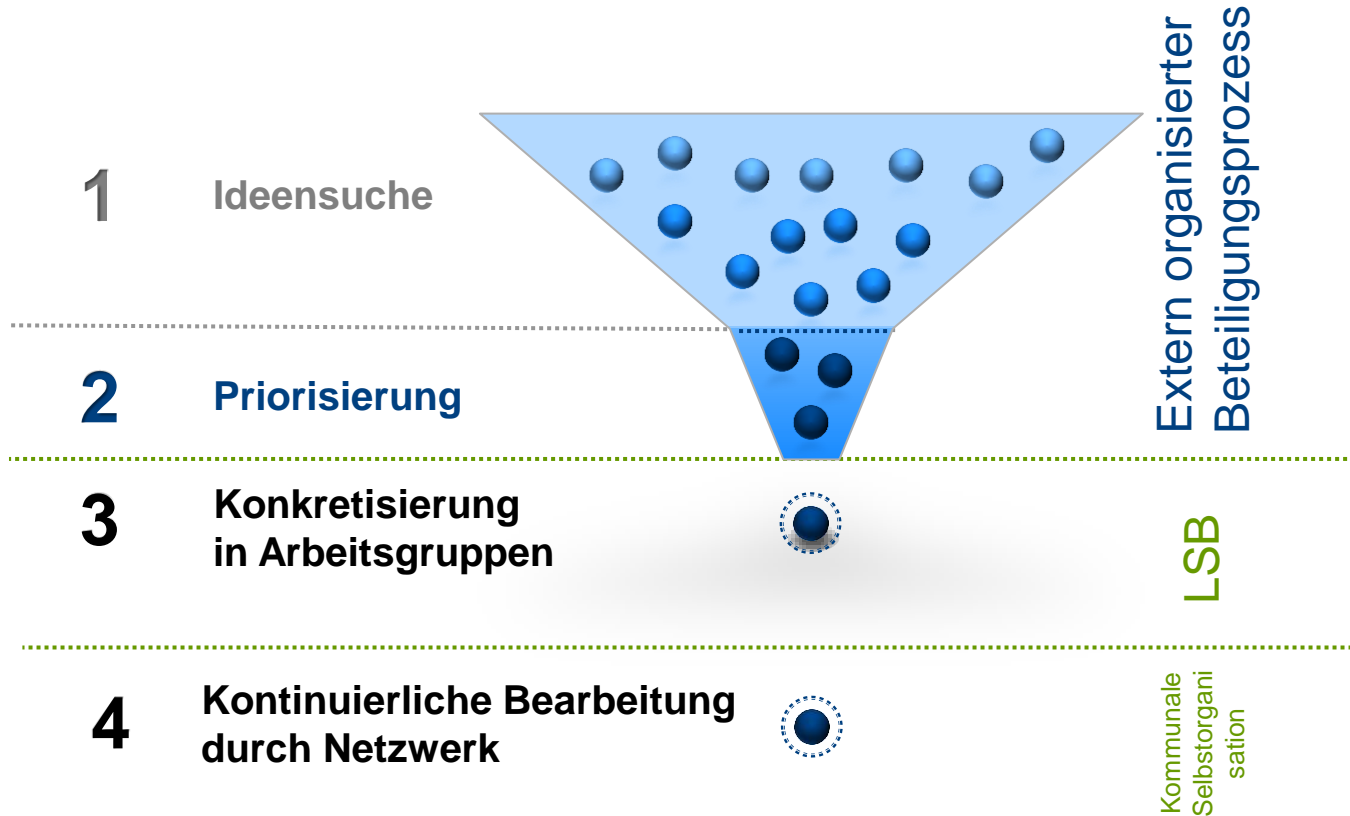 1
Ideensuche
2
Priorisierung
3
Konkretisierung
in Arbeitsgruppen
4
Kontinuierliche Bearbeitung
durch Netzwerk
Extern organisierter
Beteiligungsprozess
LSB
Kommunale
Selbstorgani
sation